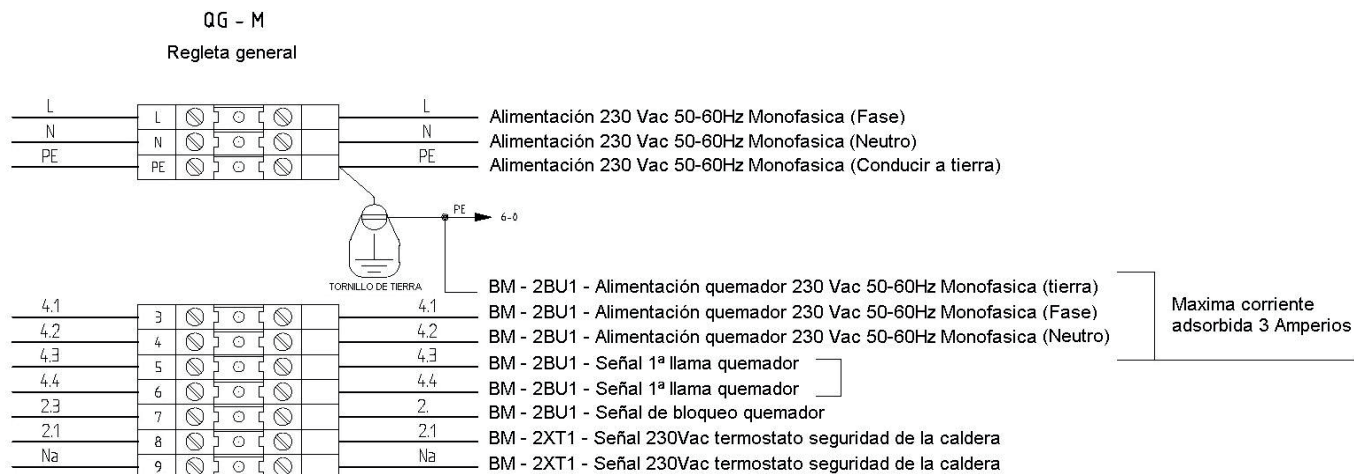 QG - M
Regleta general
L L L Alimentación 230 Vac 50-60Hz Monofasica (Fase)
N N N Alimentación 230 Vac 50-60Hz Monofasica (Neutro)
PE PE PE Alimentación 230 Vac 50-60Hz Monofasica (Conducir a tierra)
PE 6-0
TORNILLO DE TIERRA
BM - 2BU1 - Alimentación quemador 230 Vac 50-60Hz Monofasica (tierra)
4.1 3 4.1 BM - 2BU1 - Alimentación quemador 230 Vac 50-60Hz Monofasica (Fase)
4.2 4 4.2 BM - 2BU1 - Alimentación quemador 230 Vac 50-60Hz Monofasica (Neutro)
Maxima corriente
adsorbida 3 Amperios
4.3 5 4.3 BM - 2BU1 - Señal 1ª llama quemador
4.4 6 4.4 BM - 2BU1 - Señal 1ª llama quemador
2.3 7 2. BM - 2BU1 - Señal de bloqueo quemador
2.1 8 2.1 BM - 2XT1 - Señal 230Vac termostato seguridad de la caldera
Na 9 Na BM - 2XT1 - Señal 230Vac termostato seguridad de la caldera